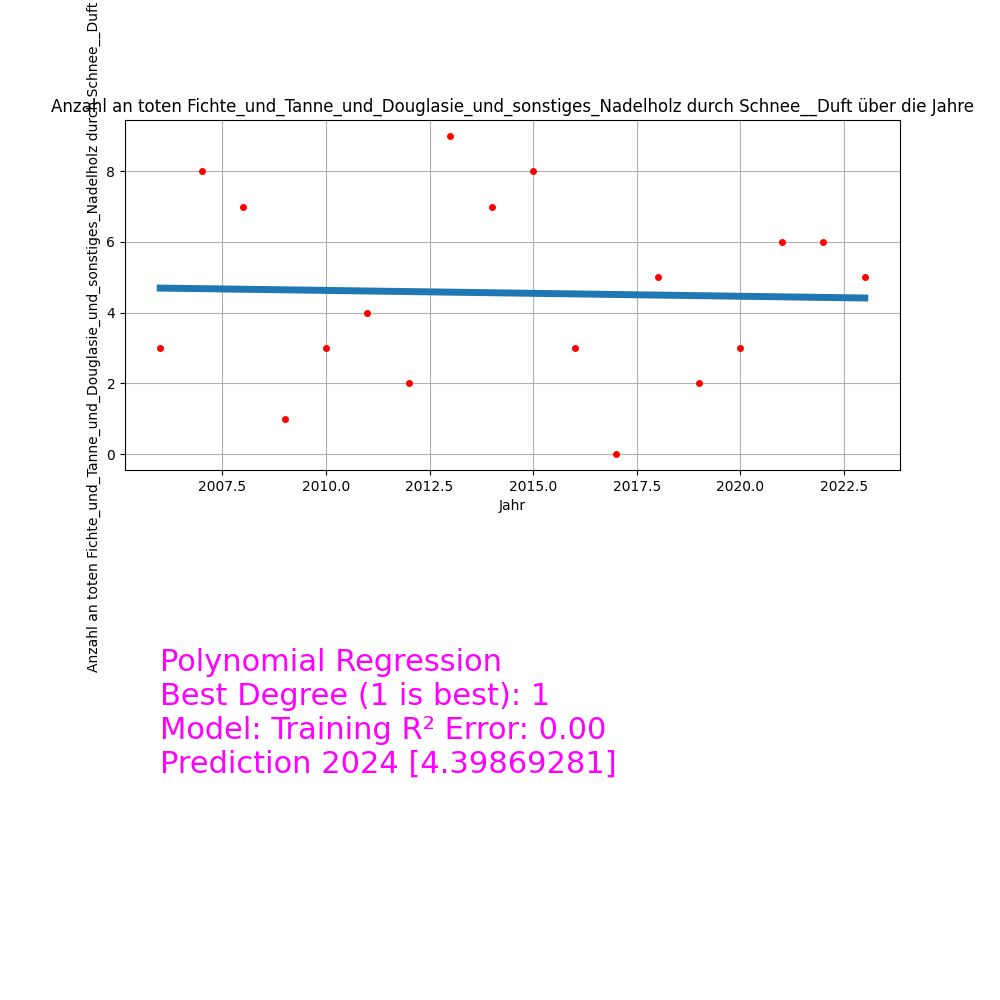 Anzahl an toten Fichte_und_Tanne_und_Douglasie_und_sonstiges_Nadelholz durch Schnee__Duft über die Jahre
Anzahl an toten Fichte_und_Tanne_und_Douglasie_und_sonstiges_Nadelholz durch Schnee__Duft
8
6
4
2
0
2007.5 2010.0 2012.5 2015.0 2017.5 2020.0 2022.5
Jahr
Polynomial Regression
Best Degree (1 is best): 1
Model: Training R² Error: 0.00
Prediction 2024 [4.39869281]